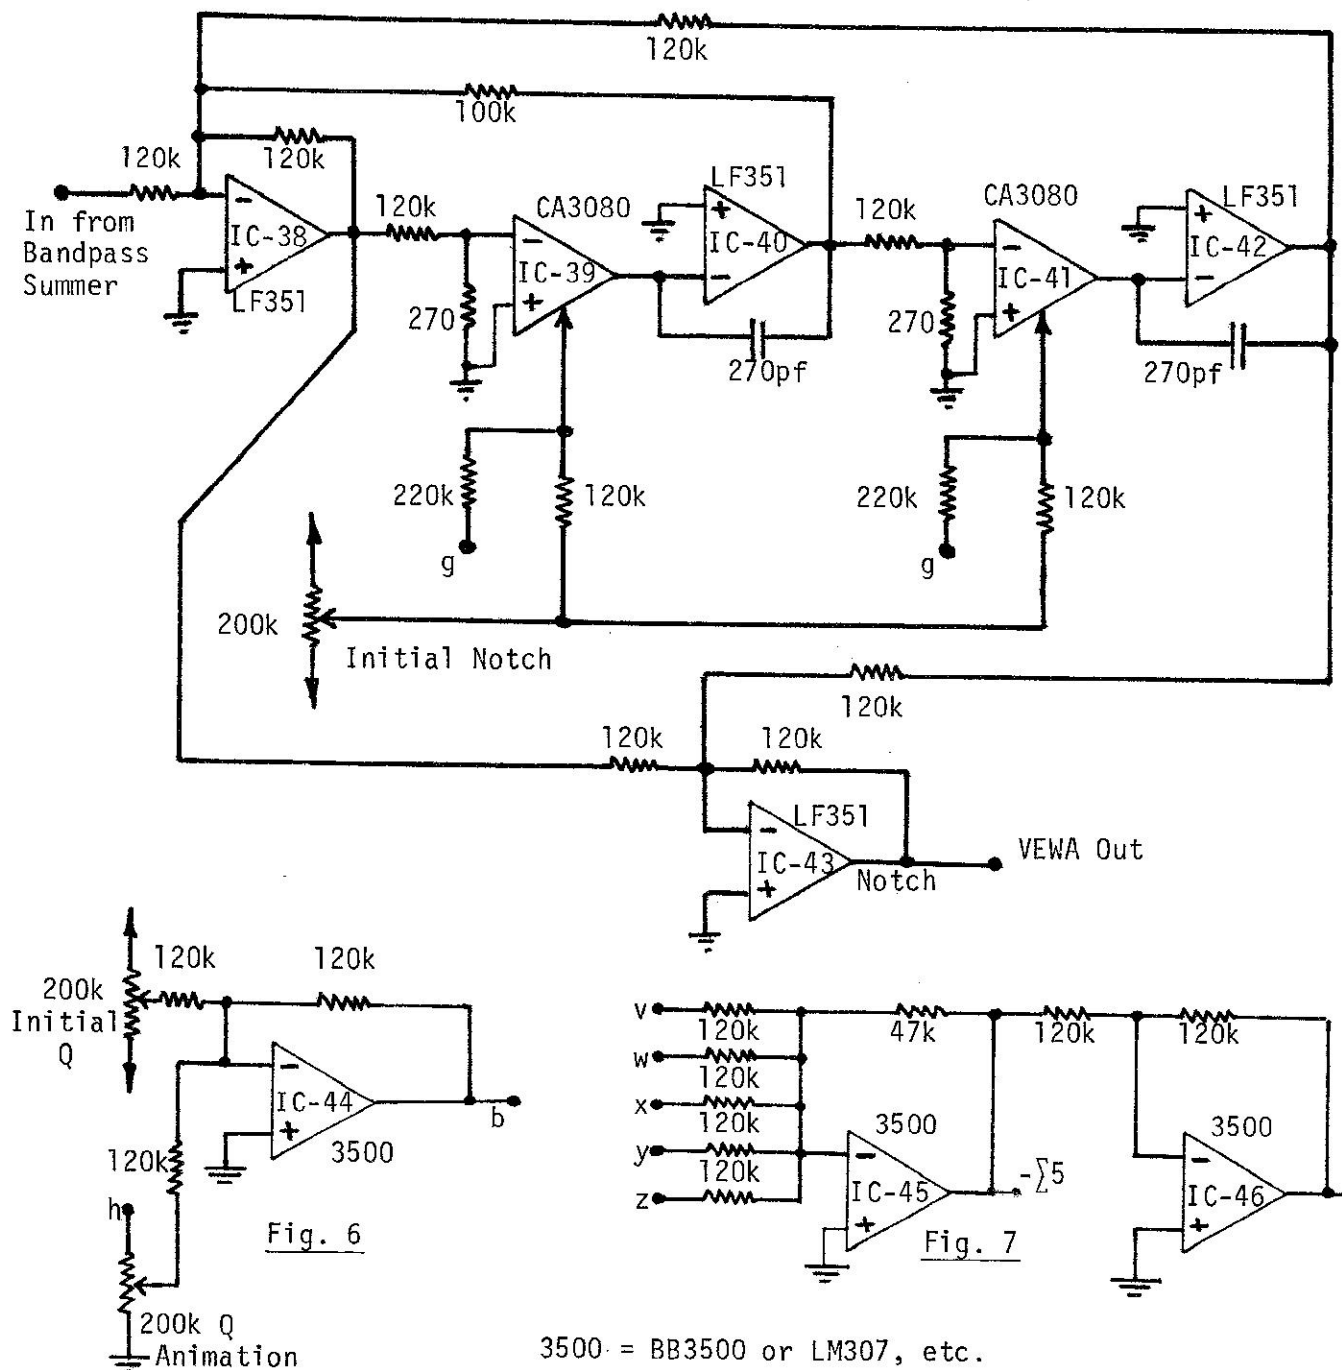 120k
100k
120k
120k
In from
Bandpass
Summer
-
IC-38
+
LF351
120k
270
CA3080
-
IC-39
+
LF351
+
IC-40
-
270pf
120k
270
CA3080
-
IC-41
+
LF351
+
IC-42
-
270pf
220k
g
120k
220k
g
120k
200k
Initial Notch
120k
120k
120k
LF351
-
IC-43
+
Notch
VEWA Out
200k
Initial
Q
120k
120k
-
IC-44
+
3500
b
120k
h
200k Q
Animation
Fig. 6
v
120k
w
120k
x
120k
y
120k
z
120k
47k
3500
-
IC-45
+
-∑5
120k
120k
3500
-
IC-46
+
Fig. 7
3500 = BB3500 or LM307, etc.